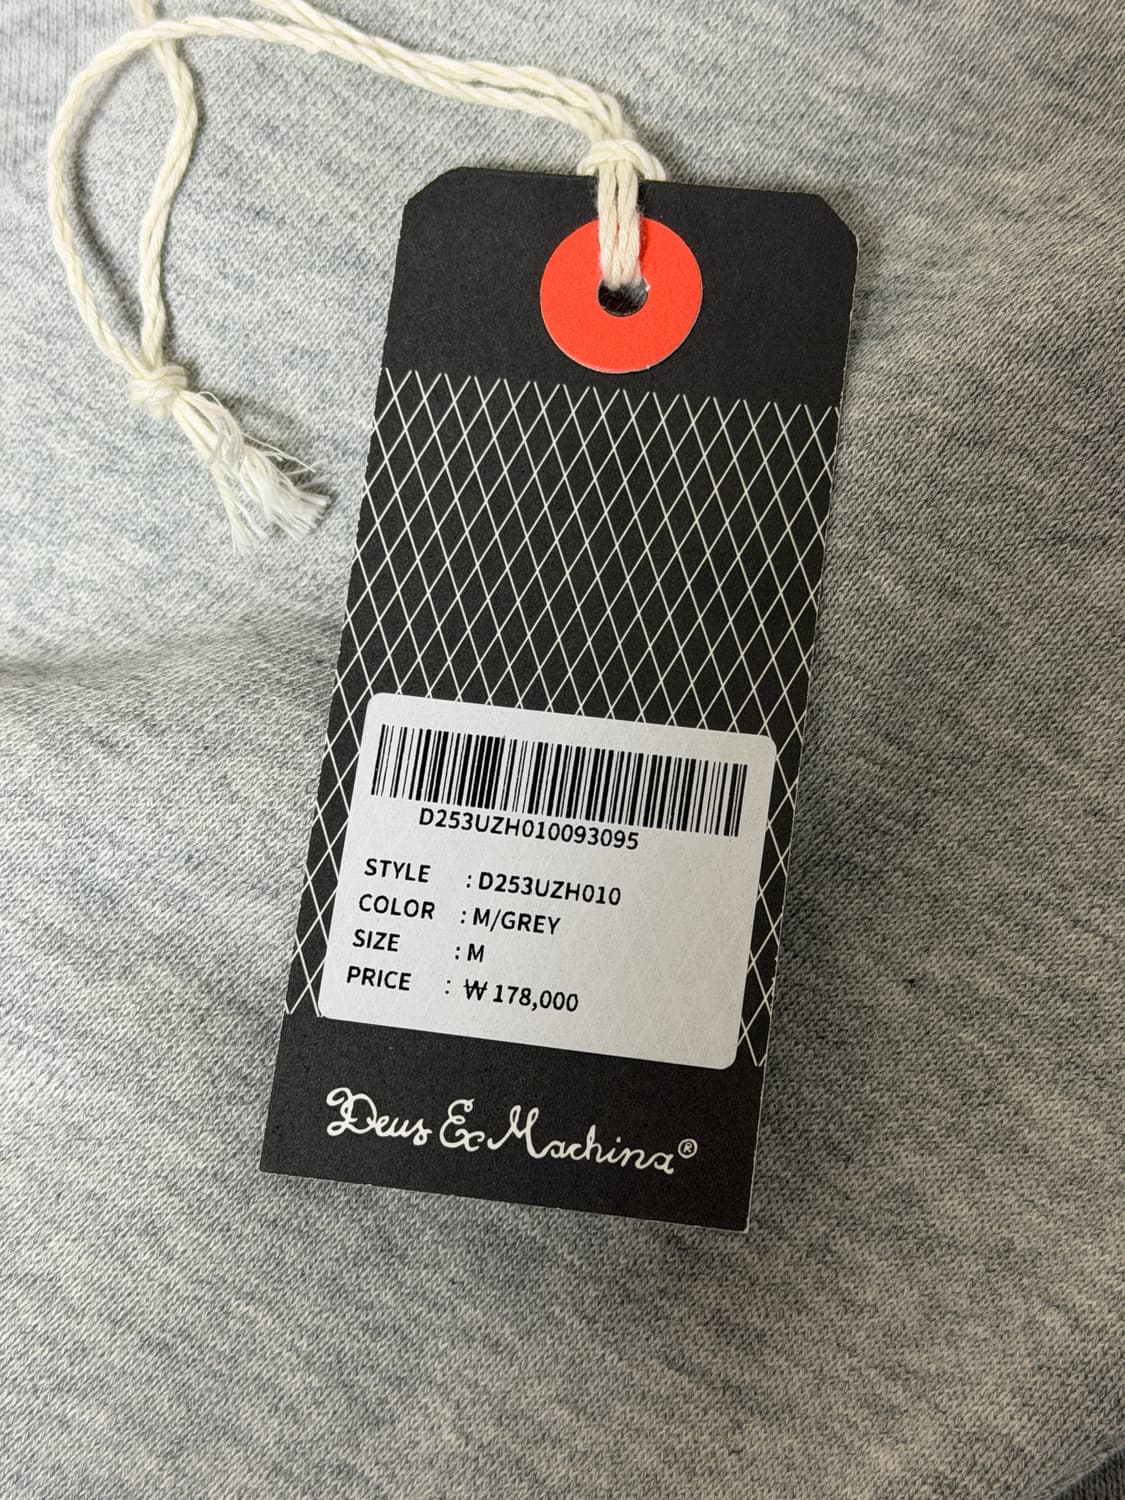 D253UZH010093095
STYLE : D253UZH010
COLOR : M/GREY
SIZE : M
PRICE : ₩ 178,000
Deus Ex Machina®